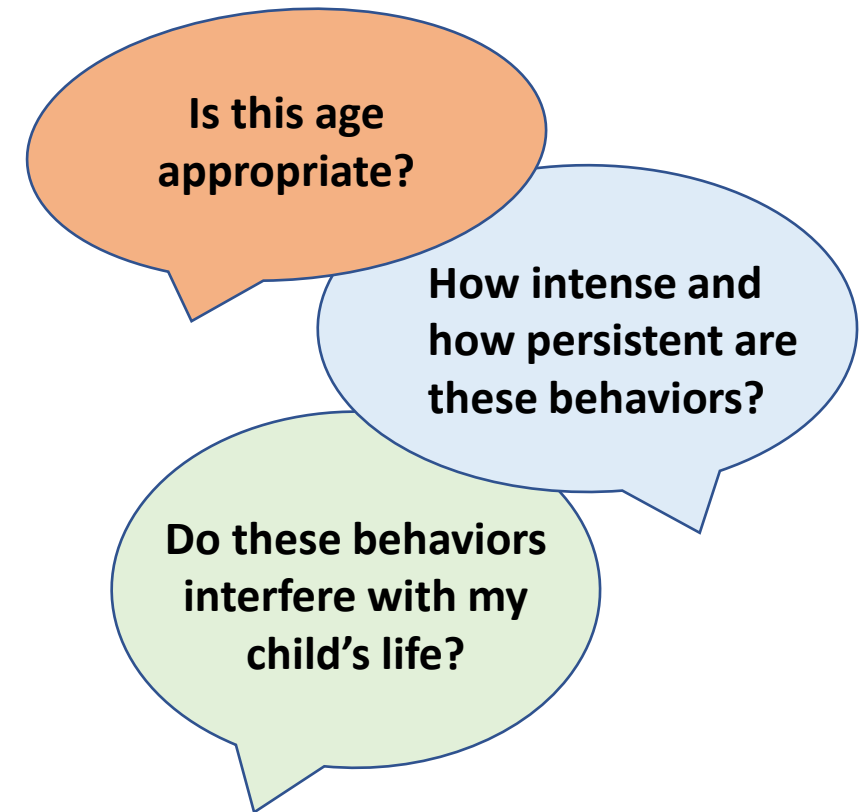 Is this age
appropriate?
How intense and
how persistent are
these behaviors?
Do these behaviors
interfere with my
child’s life?